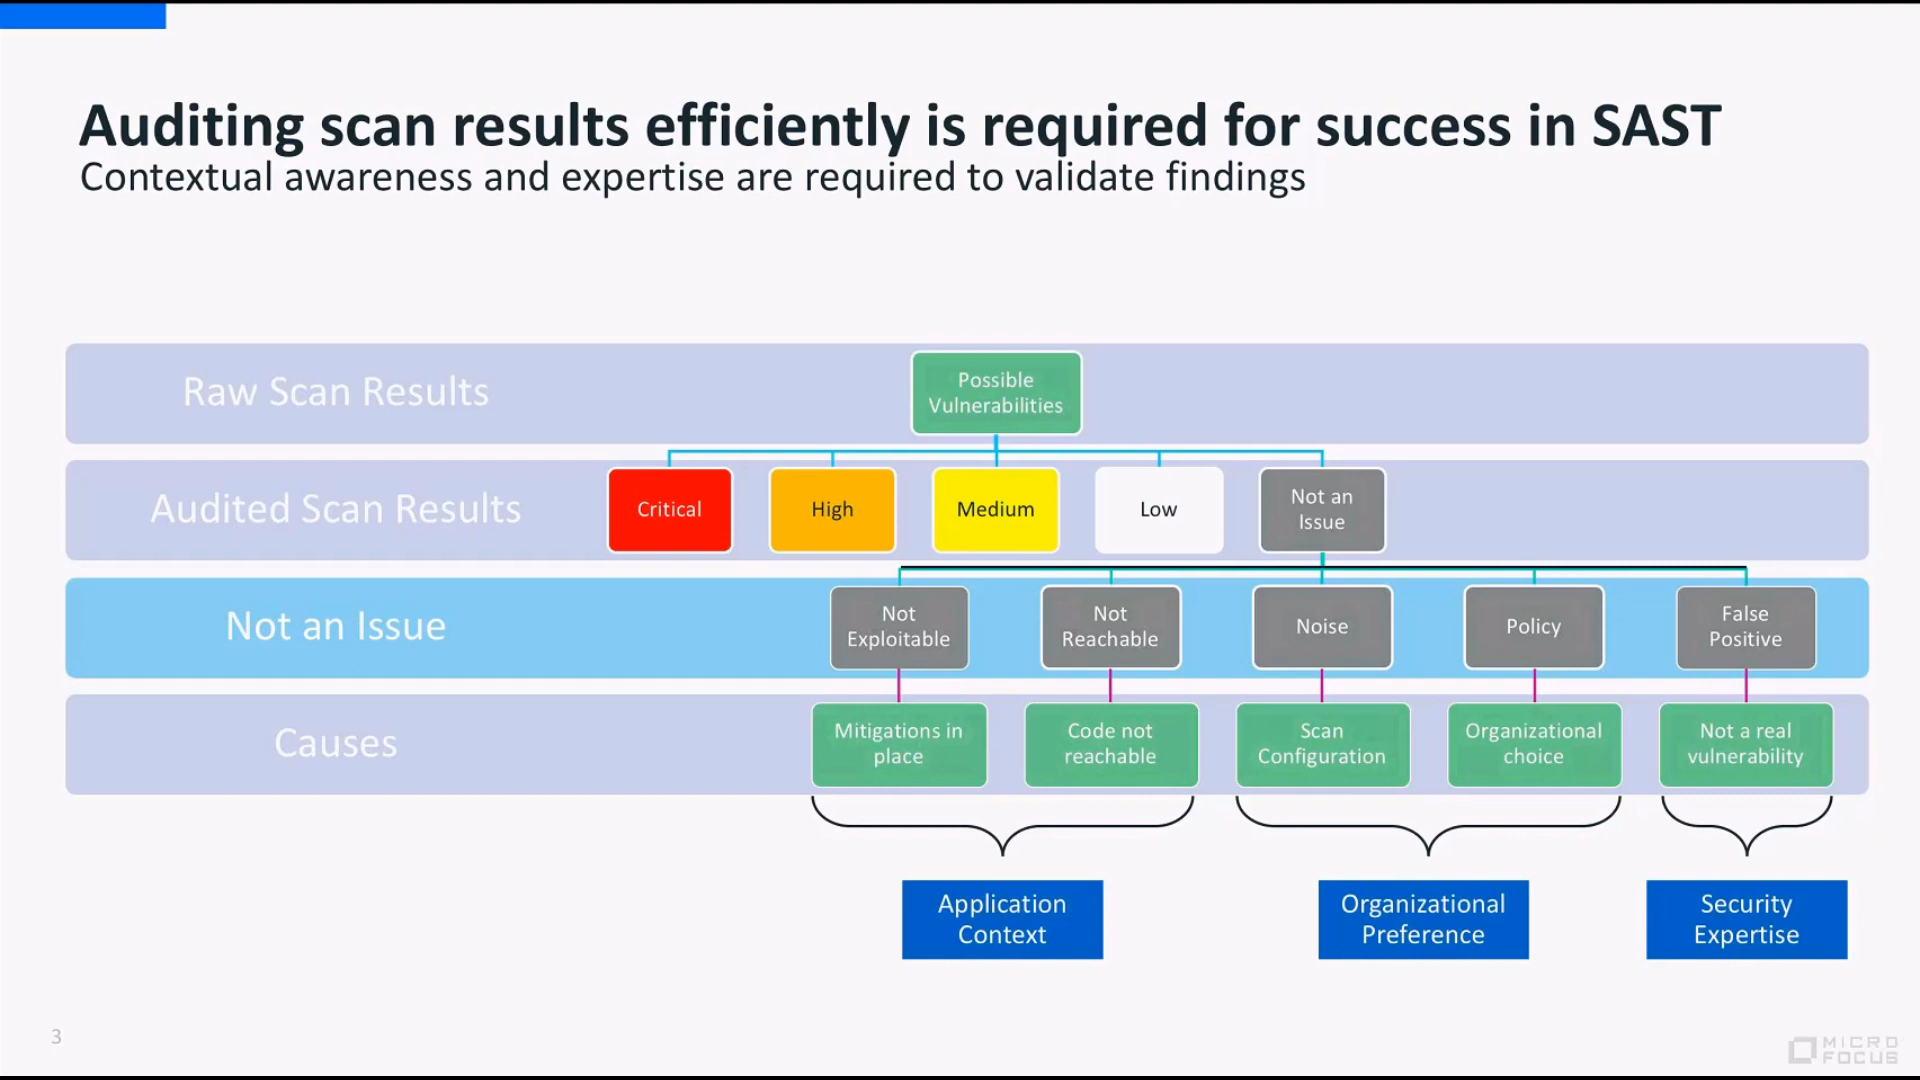 Auditing scan results efficiently is required for success in SAST
Contextual awareness and expertise are required to validate findings
Raw Scan Results
Possible
Vulnerabilities
Audited Scan Results
Critical
High
Medium
Low
Not an
Issue
Not an Issue
Not
Exploitable
Not
Reachable
Noise
Policy
False
Positive
Causes
Mitigations in
place
Code not
reachable
Scan
Configuration
Organizational
choice
Not a real
vulnerability
Application
Context
Organizational
Preference
Security
Expertise
3
MICRO
FOCUS